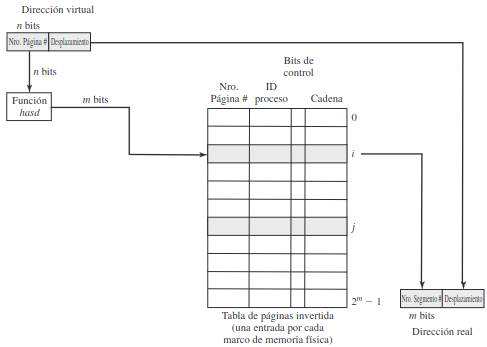 Dirección virtual
n bits
Nro. Página # Desplazamiento
n bits
Función
hasd
m bits
Bits de
control
Nro.
Página #
ID
proceso
Cadena
0
i
j
2^m – 1
Tabla de páginas invertida
(una entrada por cada
marco de memoria física)
Nro. Segmento # Desplazamiento
m bits
Dirección real